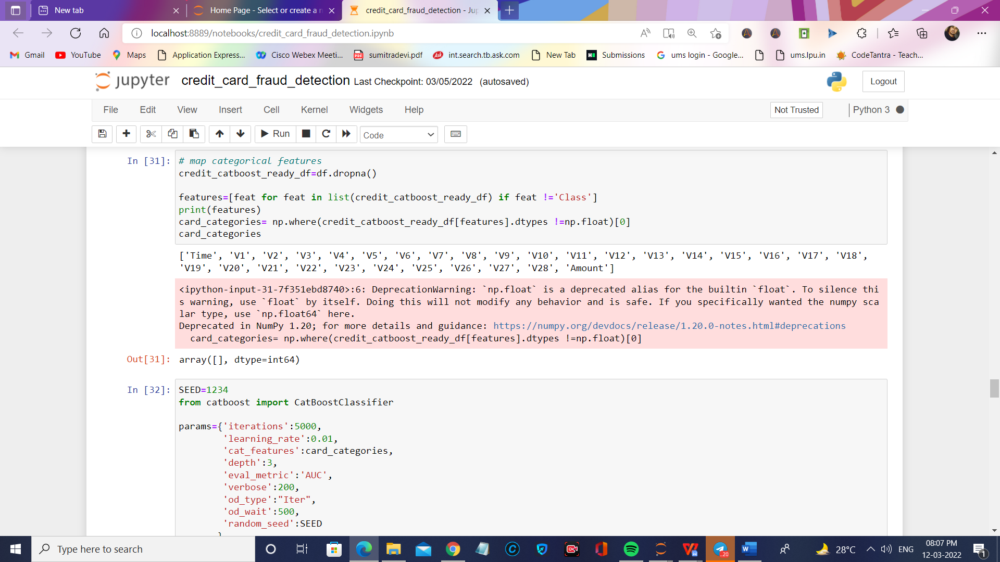 New tab
Home Page - Select or create a n
credit_card_fraud_detection - Jup
localhost:8889/notebooks/credit_card_fraud_detection.ipynb
Gmail YouTube Maps Application Express... Cisco Webex Meeti... sumitradevi.pdf int.search.tb.ask.com New Tab Submissions ums login - Google... ums.lpu.in CodeTantra - Teach...
jupyter credit_card_fraud_detection Last Checkpoint: 03/05/2022 (autosaved) Logout
File Edit View Insert Cell Kernel Widgets Help Not Trusted Python 3
Run Code
In [31]: # map categorical features
credit_catboost_ready_df=df.dropna()
features=[feat for feat in list(credit_catboost_ready_df) if feat !='Class']
print(features)
card_categories= np.where(credit_catboost_ready_df[features].dtypes !=np.float)[0]
card_categories
['Time', 'V1', 'V2', 'V3', 'V4', 'V5', 'V6', 'V7', 'V8', 'V9', 'V10', 'V11', 'V12', 'V13', 'V14', 'V15', 'V16', 'V17', 'V18',
'V19', 'V20', 'V21', 'V22', 'V23', 'V24', 'V25', 'V26', 'V27', 'V28', 'Amount']
<ipython-input-31-7f351ebd8740>:6: DeprecationWarning: `np.float` is a deprecated alias for the builtin `float`. To silence thi
s warning, use `float` by itself. Doing this will not modify any behavior and is safe. If you specifically wanted the numpy sca
lar type, use `np.float64` here.
Deprecated in NumPy 1.20; for more details and guidance: https://numpy.org/devdocs/release/1.20.0-notes.html#deprecations
card_categories= np.where(credit_catboost_ready_df[features].dtypes !=np.float)[0]
Out[31]: array([], dtype=int64)
In [32]: SEED=1234
from catboost import CatBoostClassifier
params={'iterations':5000,
'learning_rate':0.01,
'cat_features':card_categories,
'depth':3,
'eval_metric':'AUC',
'verbose':200,
'od_type':"Iter",
'od_wait':500,
'random_seed':SEED
Type here to search
28°C ENG
08:07 PM
12-03-2022